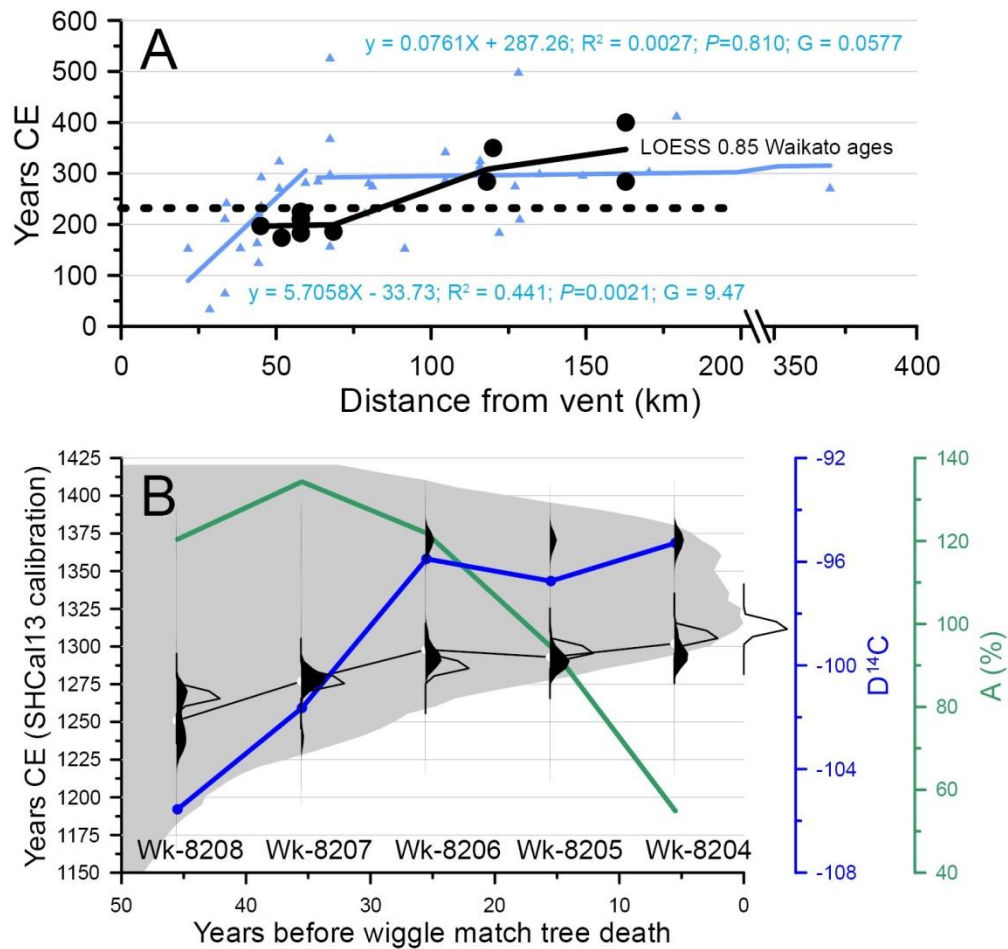 A
600
500
400
300
200
100
0
Years CE
y = 0.0761X + 287.26; R² = 0.0027; P=0.810; G = 0.0577
LOESS 0.85 Waikato ages
y = 5.7058X - 33.73; R² = 0.441; P=0.0021; G = 9.47
0 50 100 150 200 350 400
Distance from vent (km)
B
1425
1400
1375
1350
1325
1300
1275
1250
1225
1200
1175
1150
Years CE (SHCal13 calibration)
Wk-8208 Wk-8207 Wk-8206 Wk-8205 Wk-8204
50 40 30 20 10 0
Years before wiggle match tree death
-92
-96
-100
-104
-108
D¹⁴C
140
120
100
80
60
40
A (%)